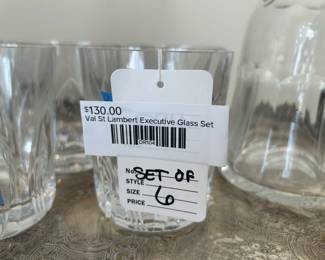 $130.00
Val St Lambert Executive Glass Set
No. SET OF
STYLE
SIZE 6
PRICE